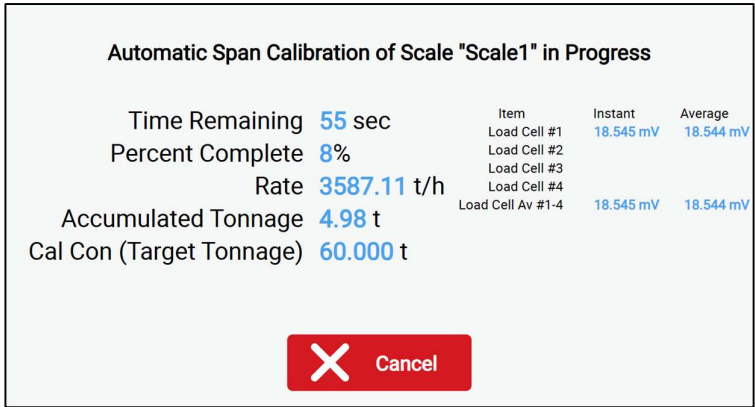 Automatic Span Calibration of Scale "Scale1" in Progress
Time Remaining 55 sec
Percent Complete 8%
Rate 3587.11 t/h
Accumulated Tonnage 4.98 t
Cal Con (Target Tonnage) 60.000 t
Item Instant Average
Load Cell #1 18.545 mV 18.544 mV
Load Cell #2
Load Cell #3
Load Cell #4
Load Cell Av #1-4 18.545 mV 18.544 mV
Cancel